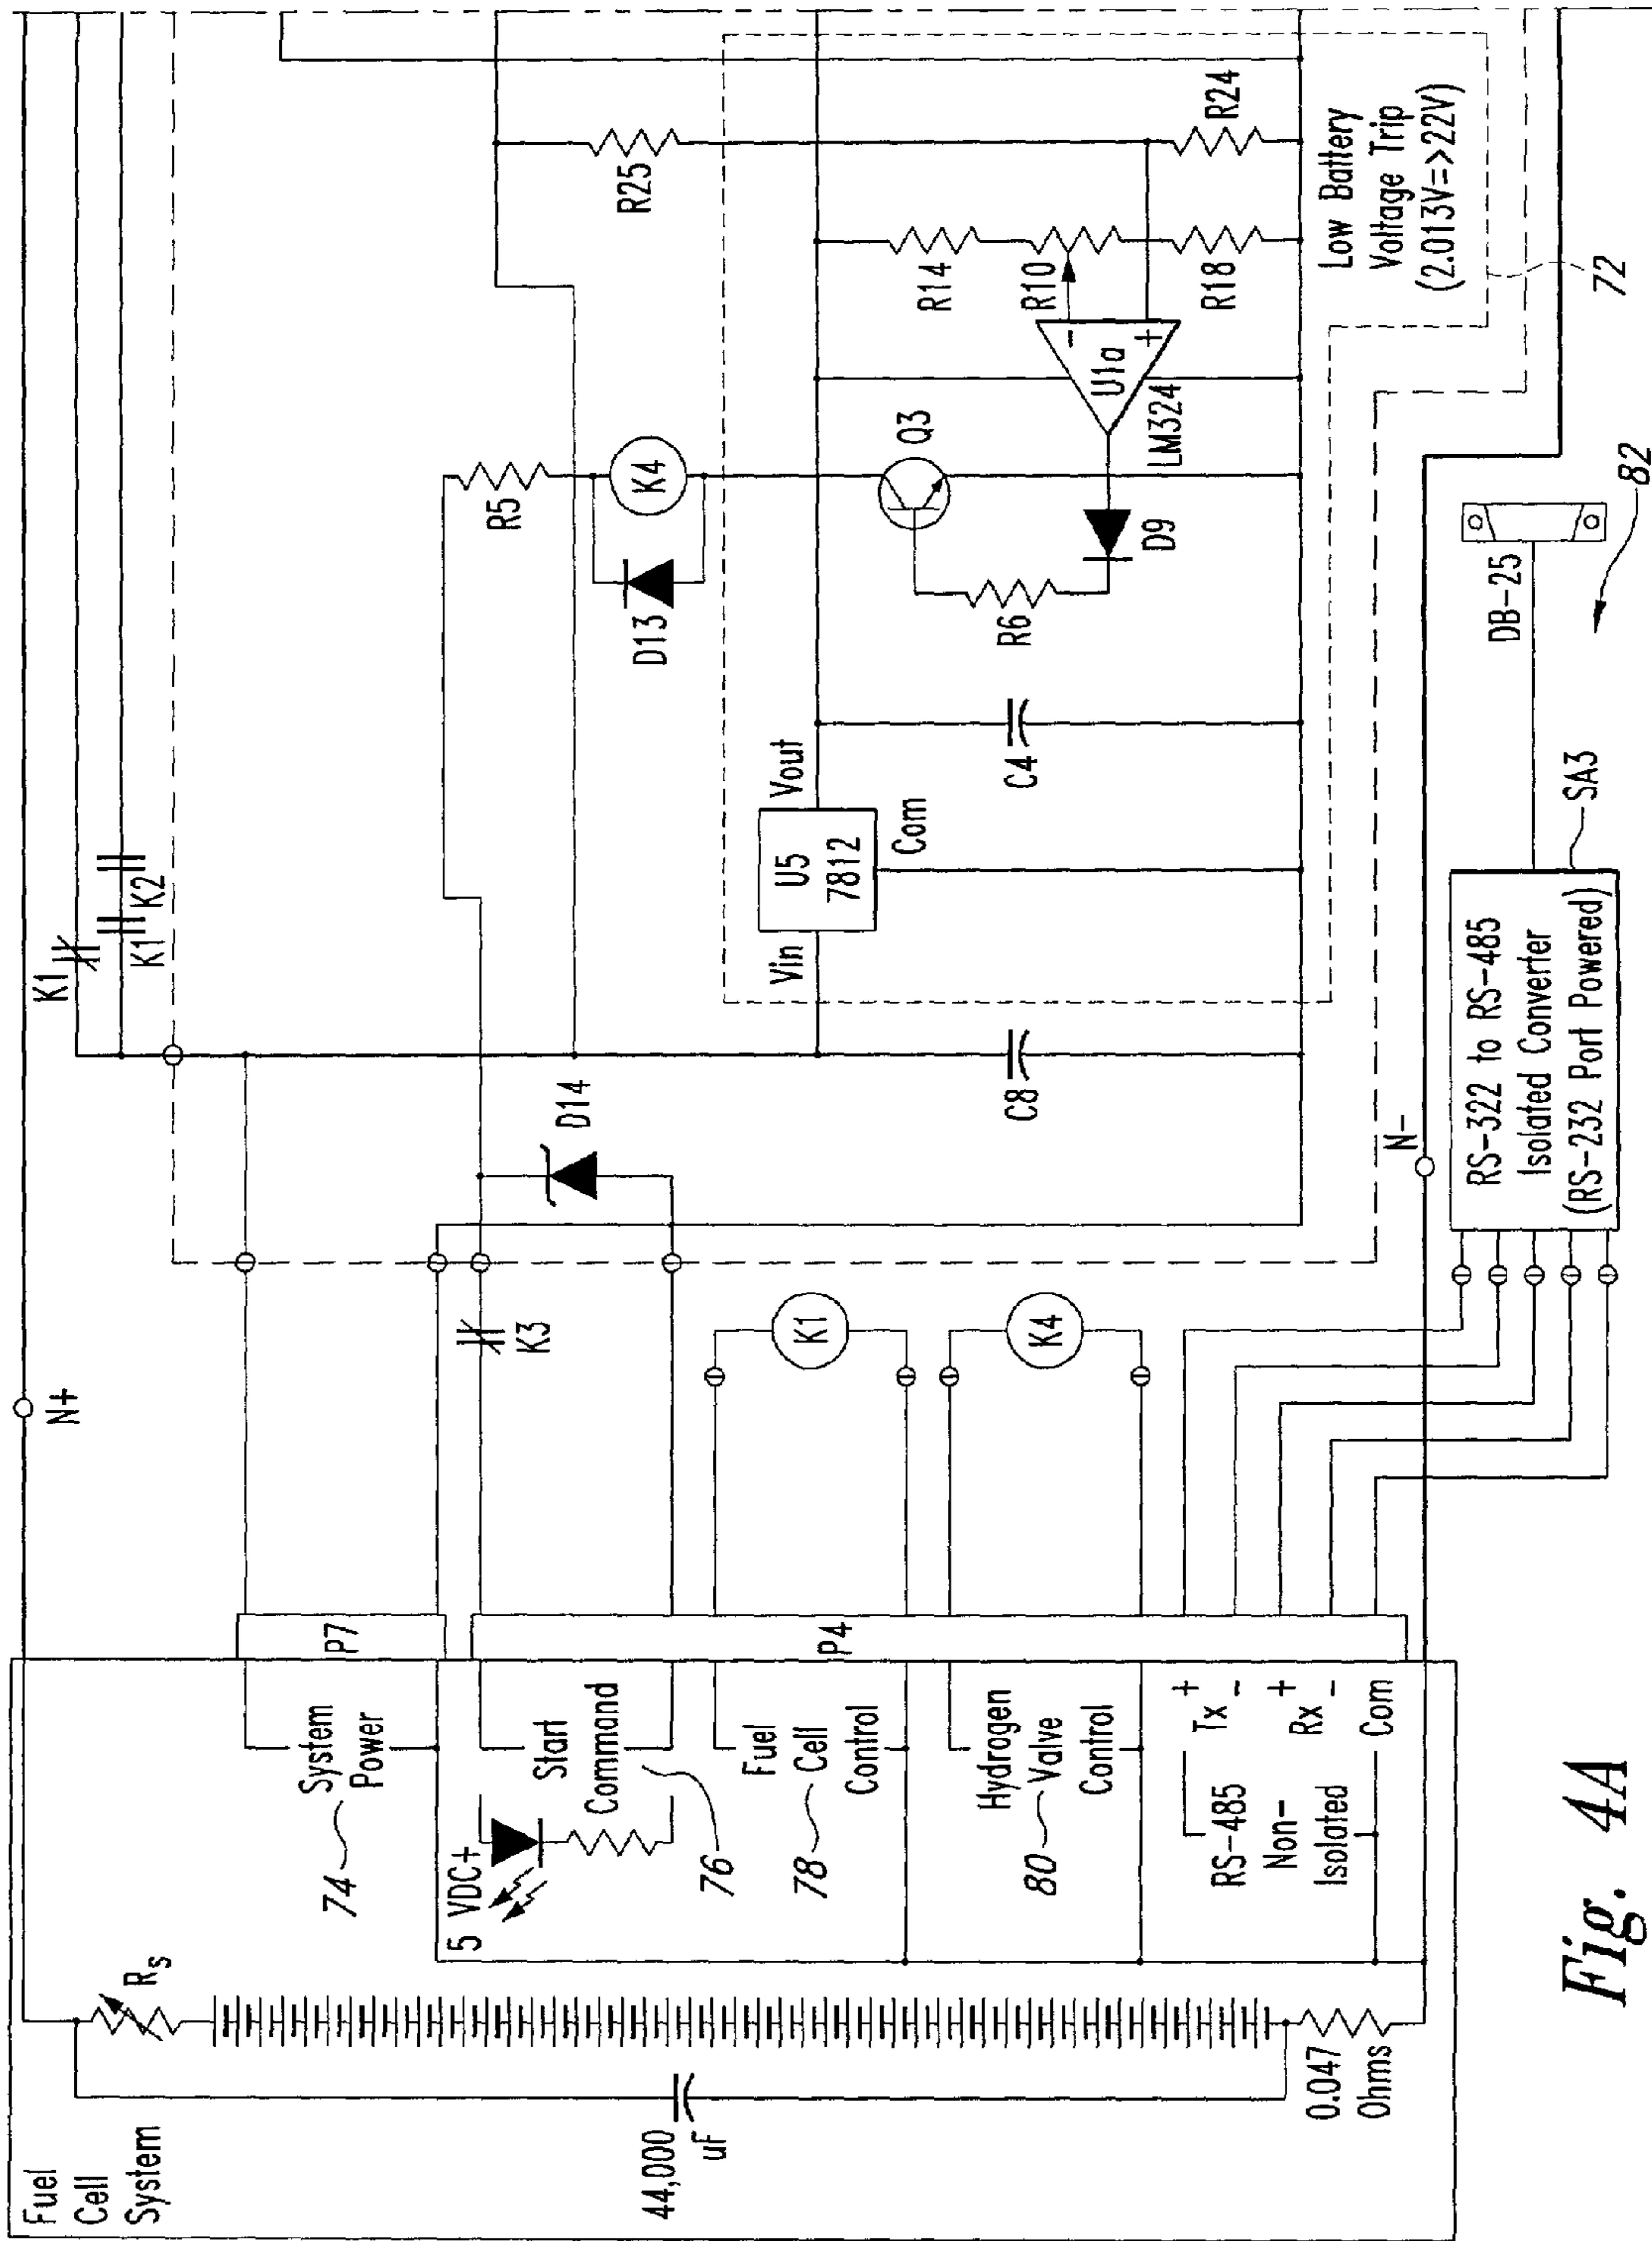 Fuel
Cell
System
44,000
uF
0.047
Ohms
Rs
5 VDC+
74
System
Power
Start
Command
76
Fuel
78 Cell
Control
Hydrogen
80 Valve
Control
RS-485
Non-
Isolated
Tx +
-
Rx +
-
Com
P7
P4
N+
K3
K1
K4
D14
N-
K1
K1
K2
C8
Vin
U5
7812
Vout
Com
C4
R5
K4
D13
Q3
R6
D9
U1a
-
+
LM324
R25
R14
R10
R18
R24
Low Battery
Voltage Trip
(2.013V=>22V)
72
RS-322 to RS-485
Isolated Converter
(RS-232 Port Powered)
SA3
DB-25
82
Fig. 4A